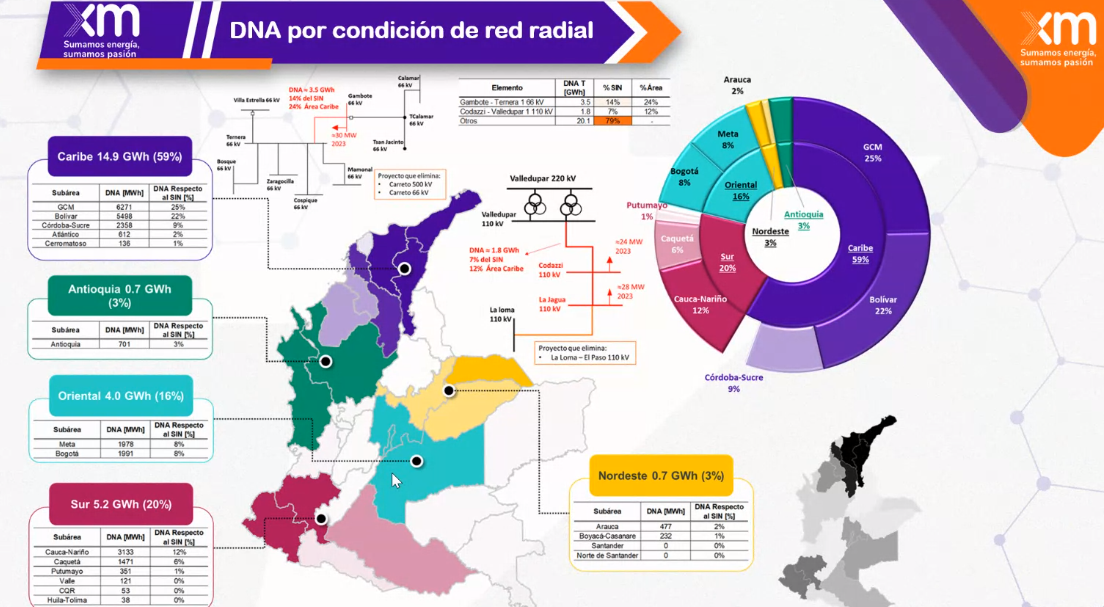 xm
Sumamos energía,
sumamos pasión
DNA por condición de red radial
xm
Sumamos energía,
sumamos pasión
Caribe 14.9 GWh (59%)
Subárea DNA [MWh] DNA Respecto al SIN [%]
GCM 6271 25%
Bolívar 5498 22%
Córdoba-Sucre 2358 9%
Atlántico 612 2%
Cerromatoso 136 1%
Antioquia 0.7 GWh
(3%)
Subárea DNA [MWh] DNA Respecto al SIN [%]
Antioquia 701 3%
Oriental 4.0 GWh (16%)
Subárea DNA [MWh] DNA Respecto al SIN [%]
Meta 1978 8%
Bogotá 1991 8%
Sur 5.2 GWh (20%)
Subárea DNA [MWh] DNA Respecto al SIN [%]
Cauca-Nariño 3133 12%
Caquetá 1471 6%
Putumayo 351 1%
Valle 121 0%
CQR 53 0%
Huila-Tolima 38 0%
Villa Estrella 66 kV
DNA = 3.5 GWh
14% del SIN
24% Área Caribe
Gambote
66 kV
Calamar
66 kV
TCalamar
66 kV
Tsan Jacinto
66 kV
Ternera
66 kV
≈30 MW
2023
Bosque
66 kV
Zaragocilla
66 kV
Cospique
66 kV
Mamonal
66 kV
Proyecto que elimina:
• Carreto 500 kV
• Carreto 66 kV
Elemento DNA T [GWh] % SIN %Área
Gambote - Ternera 1 66 kV 3.5 14% 24%
Codazzi - Valledupar 1 110 kV 1.8 7% 12%
Otros 20.1 79% -
Valledupar 220 kV
Valledupar
110 kV
DNA = 1.8 GWh
7% del SIN
12% Área Caribe
Codazzi
110 kV
≈24 MW
2023
La Jagua
110 kV
≈28 MW
2023
La loma
110 kV
Proyecto que elimina:
• La Loma – El Paso 110 kV
Arauca
2%
GCM
25%
Meta
8%
Bogotá
8%
Oriental
16%
Antioquia
3%
Nordeste
3%
Caribe
59%
Putumayo
1%
Caquetá
6%
Sur
20%
Cauca-Nariño
12%
Bolívar
22%
Córdoba-Sucre
9%
Nordeste 0.7 GWh (3%)
Subárea DNA [MWh] DNA Respecto al SIN [%]
Arauca 477 2%
Boyacá-Casanare 232 1%
Santander 0 0%
Norte de Santander 0 0%